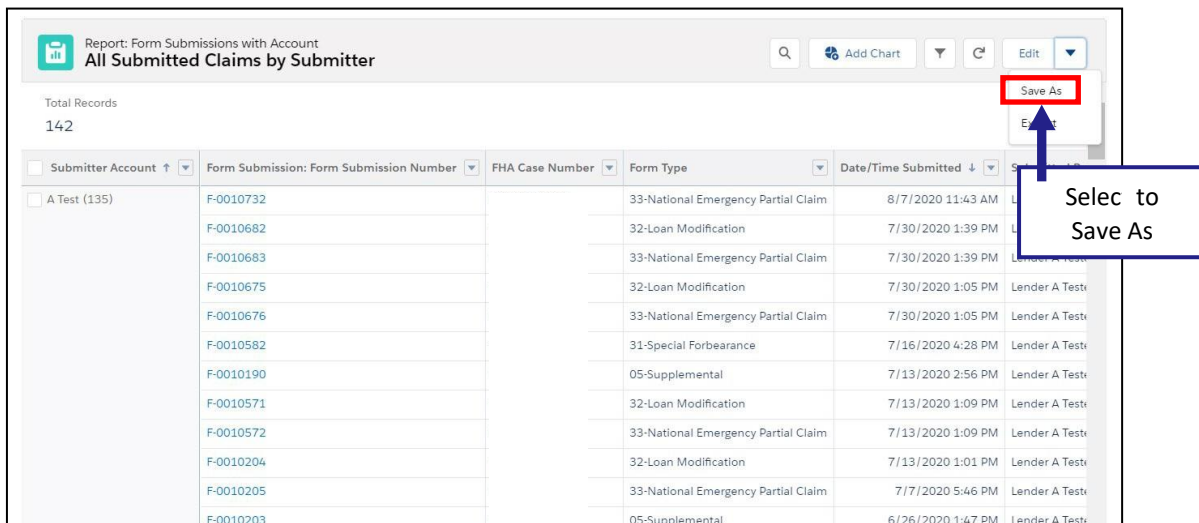 Report: Form Submissions with Account
All Submitted Claims by Submitter
Add Chart
Edit
Save As
Total Records
142
Submitter Account ↑ Form Submission: Form Submission Number FHA Case Number Form Type Date/Time Submitted ↓
Selec to
Save As
A Test (135) F-0010732 33-National Emergency Partial Claim 8/7/2020 11:43 AM
F-0010682 32-Loan Modification 7/30/2020 1:39 PM
F-0010683 33-National Emergency Partial Claim 7/30/2020 1:39 PM
F-0010675 32-Loan Modification 7/30/2020 1:05 PM Lender A Teste
F-0010676 33-National Emergency Partial Claim 7/30/2020 1:05 PM Lender A Teste
F-0010582 31-Special Forbearance 7/16/2020 4:28 PM Lender A Teste
F-0010190 05-Supplemental 7/13/2020 2:56 PM Lender A Teste
F-0010571 32-Loan Modification 7/13/2020 1:09 PM Lender A Teste
F-0010572 33-National Emergency Partial Claim 7/13/2020 1:09 PM Lender A Teste
F-0010204 32-Loan Modification 7/13/2020 1:01 PM Lender A Teste
F-0010205 33-National Emergency Partial Claim 7/7/2020 5:46 PM Lender A Teste
F-0010203 05-Supplemental 6/26/2020 1:47 PM Lender A Teste